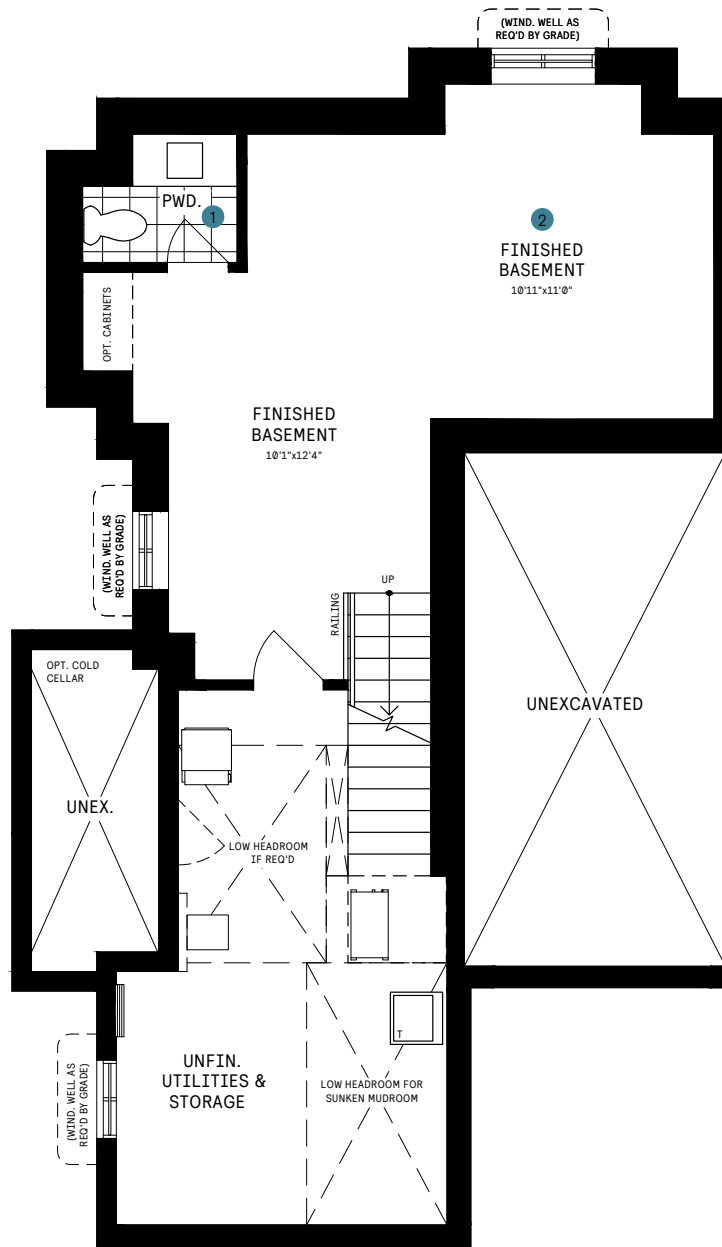 (WIND. WELL AS
REQ'D BY GRADE)
PWD.
1
2
FINISHED
BASEMENT
10'11"x11'0"
OPT. CABINETS
FINISHED
BASEMENT
10'1"x12'4"
(WIND. WELL AS
REQ'D BY GRADE)
UP
RAILING
OPT. COLD
CELLAR
UNEXCAVATED
UNEX.
LOW HEADROOM
IF REQ'D
T
UNFIN.
UTILITIES &
STORAGE
LOW HEADROOM FOR
SUNKEN MUDROOM
(WIND. WELL AS
REQ'D BY GRADE)